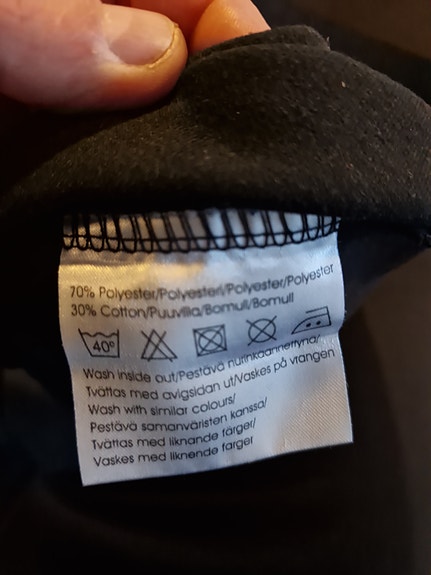 70% Polyester/Polyesteri/Polyester/Polyester
30% Cotton/Puuvilla/Bomull/Bomull
40°
Wash inside out/Pestävä nurinkäännettynä/
Tvättas med avigsidan ut/Vaskes på vrangen
Wash with similar colours/
Pestävä samanväristen kanssa/
Tvättas med liknande färger/
Vaskes med liknende farger